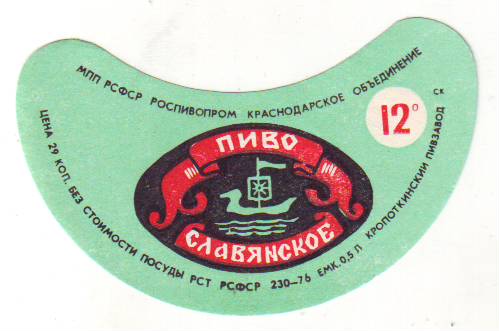 МПП РСФСР РОСПИВОПРОМ КРАСНОДАРСКОЕ ОБЪЕДИНЕНИЕ
12°
СК
ПИВО
СЛАВЯНСКОЕ
ЦЕНА 29 КОП. БЕЗ СТОИМОСТИ ПОСУДЫ РСТ РСФСР 230—76 ЕМК. 0,5 Л КРОПОТКИНСКИЙ ПИВЗАВОД